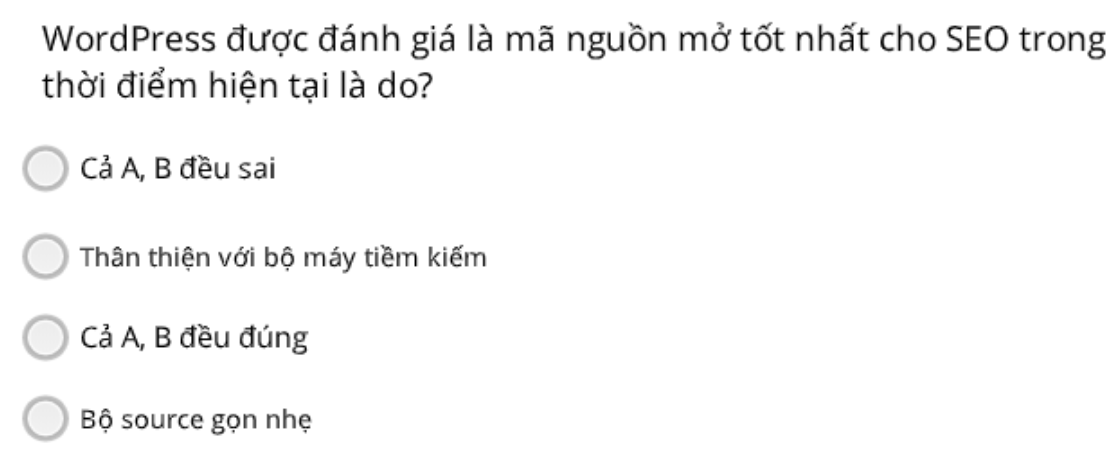 WordPress được đánh giá là mã nguồn mở tốt nhất cho SEO trong
thời điểm hiện tại là do?
Cả A, B đều sai
Thân thiện với bộ máy tiềm kiếm
Cả A, B đều đúng
Bộ source gọn nhẹ